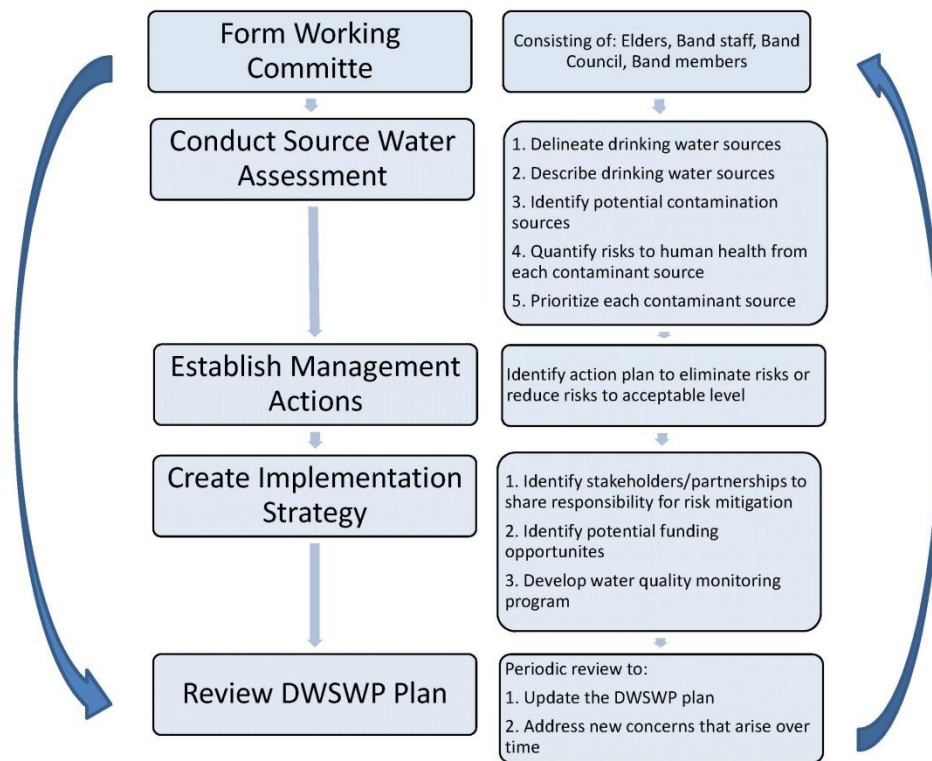 Form Working
Committe
Consisting of: Elders, Band staff, Band
Council, Band members
Conduct Source Water
Assessment
1. Delineate drinking water sources
2. Describe drinking water sources
3. Identify potential contamination
sources
4. Quantify risks to human health from
each contaminant source
5. Prioritize each contaminant source
Establish Management
Actions
Identify action plan to eliminate risks or
reduce risks to acceptable level
Create Implementation
Strategy
1. Identify stakeholders/partnerships to
share responsibility for risk mitigation
2. Identify potential funding
opportunites
3. Develop water quality monitoring
program
Review DWSWP Plan
Periodic review to:
1. Update the DWSWP plan
2. Address new concerns that arise over
time